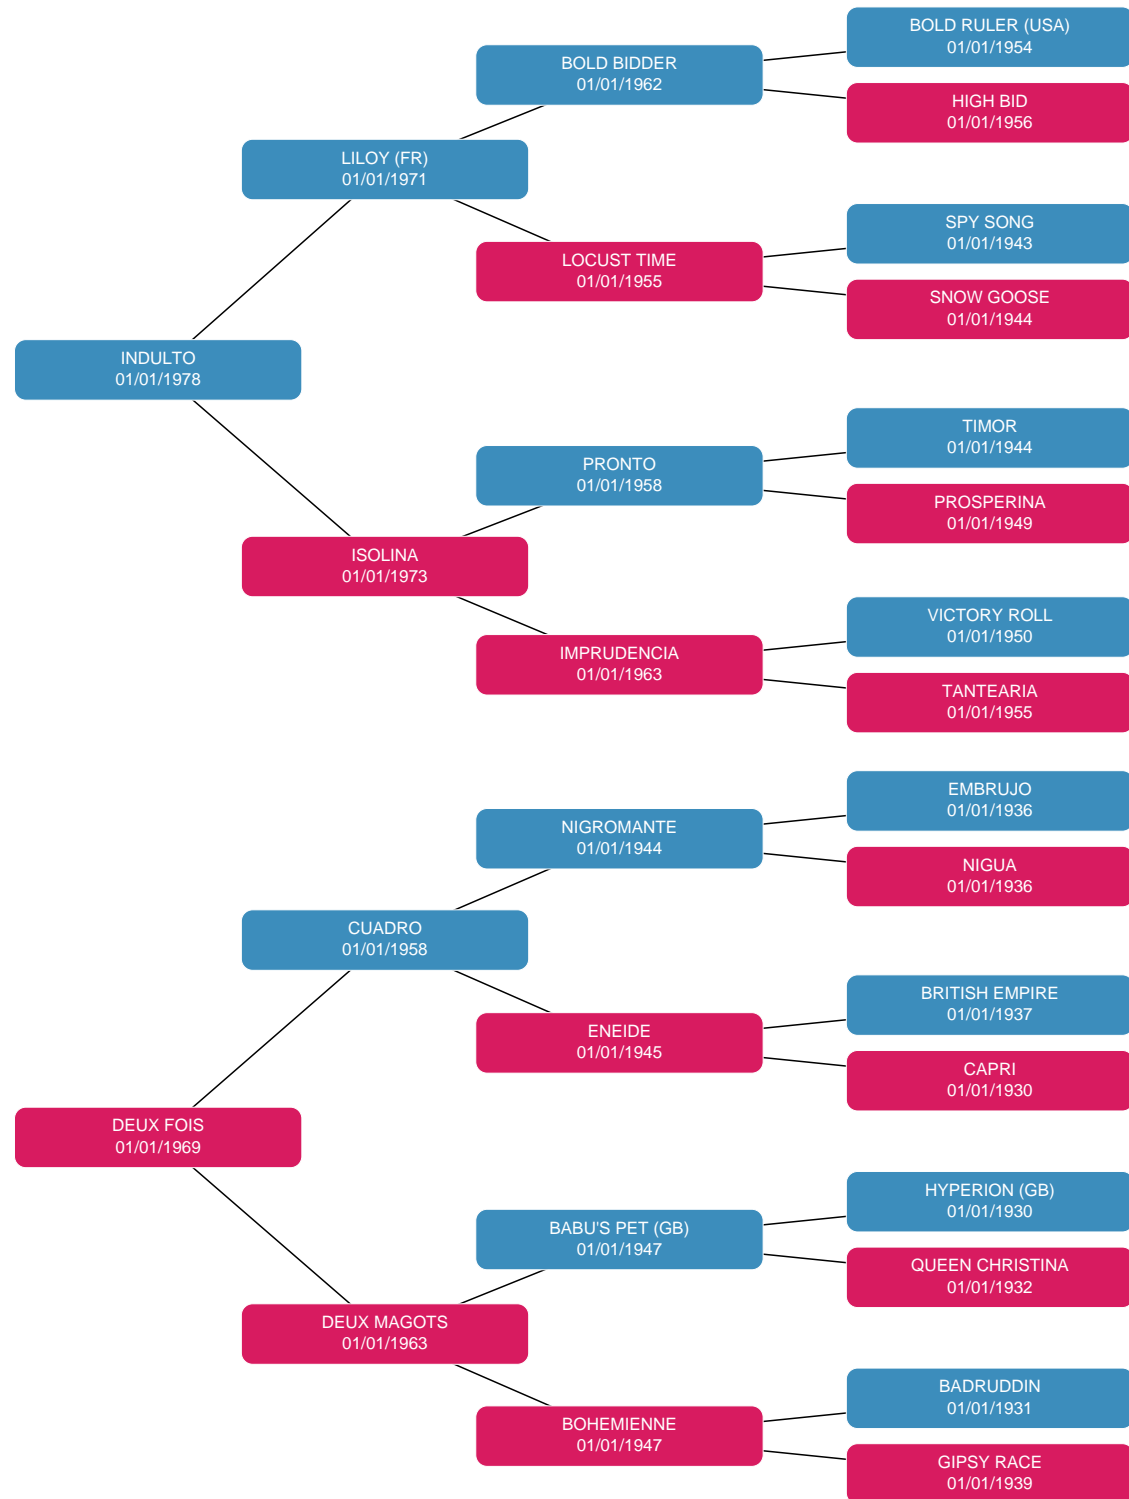 BOLD RULER (USA)
01/01/1954
BOLD BIDDER
01/01/1962
HIGH BID
01/01/1956
LILOY (FR)
01/01/1971
SPY SONG
01/01/1943
LOCUST TIME
01/01/1955
SNOW GOOSE
01/01/1944
INDULTO
01/01/1978
TIMOR
01/01/1944
PRONTO
01/01/1958
PROSPERINA
01/01/1949
ISOLINA
01/01/1973
VICTORY ROLL
01/01/1950
IMPRUDENCIA
01/01/1963
TANTEARIA
01/01/1955
EMBRUJO
01/01/1936
NIGROMANTE
01/01/1944
NIGUA
01/01/1936
CUADRO
01/01/1958
BRITISH EMPIRE
01/01/1937
ENEIDE
01/01/1945
CAPRI
01/01/1930
DEUX FOIS
01/01/1969
HYPERION (GB)
01/01/1930
BABU'S PET (GB)
01/01/1947
QUEEN CHRISTINA
01/01/1932
DEUX MAGOTS
01/01/1963
BADRUDDIN
01/01/1931
BOHEMIENNE
01/01/1947
GIPSY RACE
01/01/1939